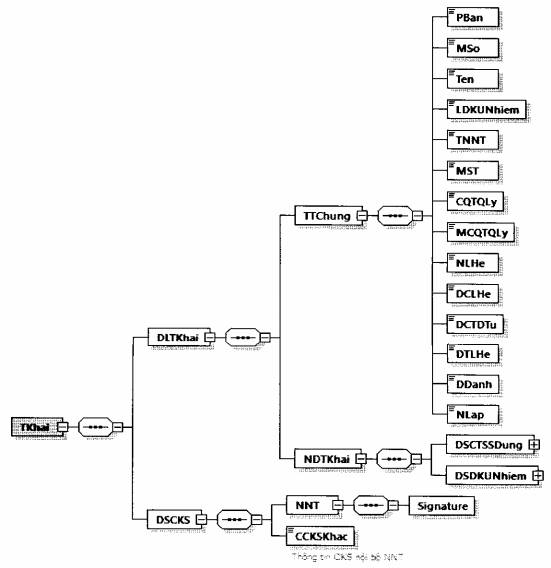 PBan
MSo
Ten
LDKUNhiem
TNNT
MST
TTChung
CQTQLy
MCQTQLy
NLHe
DCLHe
DLTKhai
DCTDTu
DTLHe
DDanh
NLap
TKhai
NDTKhai
DSCTSSDung
DSDKUNhiem
DSCKS
NNT
Signature
CCKSKhac
Thông tin CKS nội bộ NNT